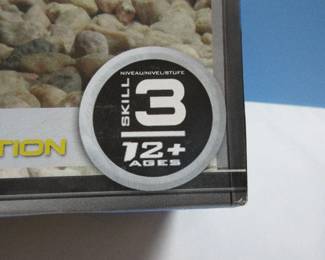 NIVEAU/NIVEL/STUFE
SKILL
3
TION
12+
AGES